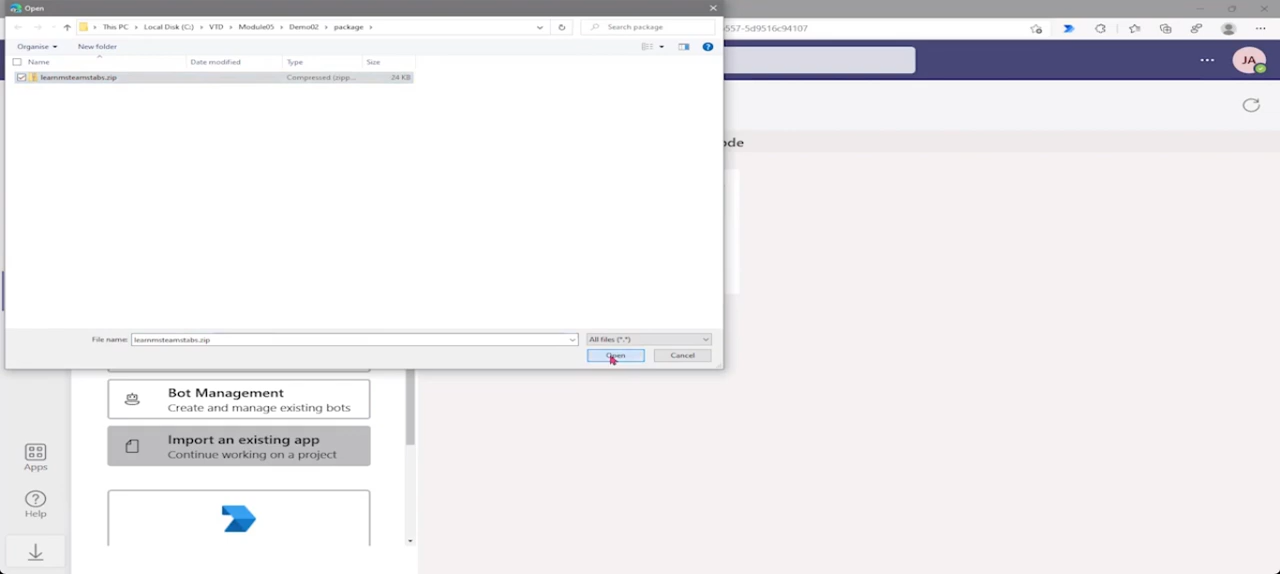 Open
This PC > Local Disk (C:) > VTD > Module05 > Demo02 > package >
Search package
557-5d9516c94107
Organise
New folder
JA
Name
Date modified
Type
Size
learnmsteamstabs.zip
Compressed (zipp...
24 KB
ode
File name:
learnmsteamstabs.zip
All files (*.*)
Open
Cancel
Bot Management
Create and manage existing bots
Import an existing app
Continue working on a project
Apps
Help